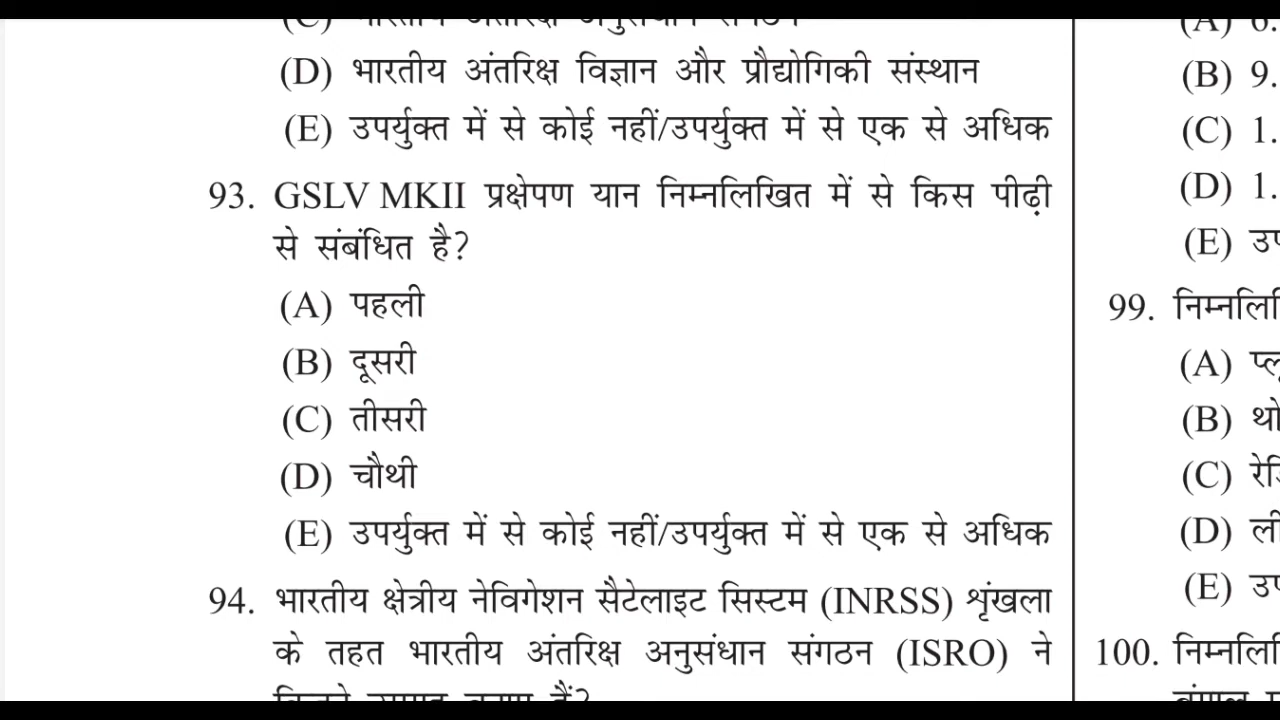 (D) भारतीय अंतरिक्ष विज्ञान और प्रौद्योगिकी संस्थान
(E) उपर्युक्त में से कोई नहीं/उपर्युक्त में से एक से अधिक
93. GSLV MKII प्रक्षेपण यान निम्नलिखित में से किस पीढ़ी
से संबंधित है?
(A) पहली
(B) दूसरी
(C) तीसरी
(D) चौथी
(E) उपर्युक्त में से कोई नहीं/उपर्युक्त में से एक से अधिक
94. भारतीय क्षेत्रीय नेविगेशन सैटेलाइट सिस्टम (INRSS) शृंखला
के तहत भारतीय अंतरिक्ष अनुसंधान संगठन (ISRO) ने
(B) 9.
(C) 1.
(D) 1.
(E)
99.
(A)
(B)
(C)
(D)
(E)
100.